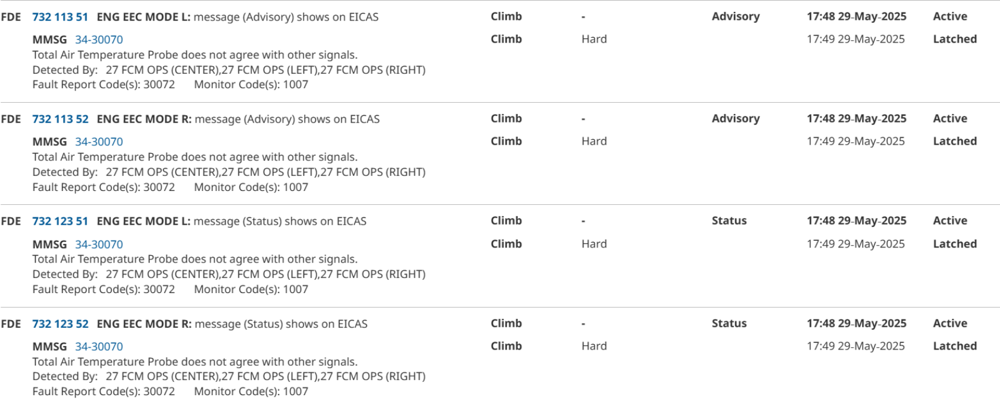 FDE 732 113 51 ENG EEC MODE L: message (Advisory) shows on EICAS Climb - Advisory 17:48 29-May-2025 Active
MMSG 34-30070 Climb Hard 17:49 29-May-2025 Latched
Total Air Temperature Probe does not agree with other signals.
Detected By: 27 FCM OPS (CENTER),27 FCM OPS (LEFT),27 FCM OPS (RIGHT)
Fault Report Code(s): 30072 Monitor Code(s): 1007
FDE 732 113 52 ENG EEC MODE R: message (Advisory) shows on EICAS Climb - Advisory 17:48 29-May-2025 Active
MMSG 34-30070 Climb Hard 17:49 29-May-2025 Latched
Total Air Temperature Probe does not agree with other signals.
Detected By: 27 FCM OPS (CENTER),27 FCM OPS (LEFT),27 FCM OPS (RIGHT)
Fault Report Code(s): 30072 Monitor Code(s): 1007
FDE 732 123 51 ENG EEC MODE L: message (Status) shows on EICAS Climb - Status 17:48 29-May-2025 Active
MMSG 34-30070 Climb Hard 17:49 29-May-2025 Latched
Total Air Temperature Probe does not agree with other signals.
Detected By: 27 FCM OPS (CENTER),27 FCM OPS (LEFT),27 FCM OPS (RIGHT)
Fault Report Code(s): 30072 Monitor Code(s): 1007
FDE 732 123 52 ENG EEC MODE R: message (Status) shows on EICAS Climb - Status 17:48 29-May-2025 Active
MMSG 34-30070 Climb Hard 17:49 29-May-2025 Latched
Total Air Temperature Probe does not agree with other signals.
Detected By: 27 FCM OPS (CENTER),27 FCM OPS (LEFT),27 FCM OPS (RIGHT)
Fault Report Code(s): 30072 Monitor Code(s): 1007